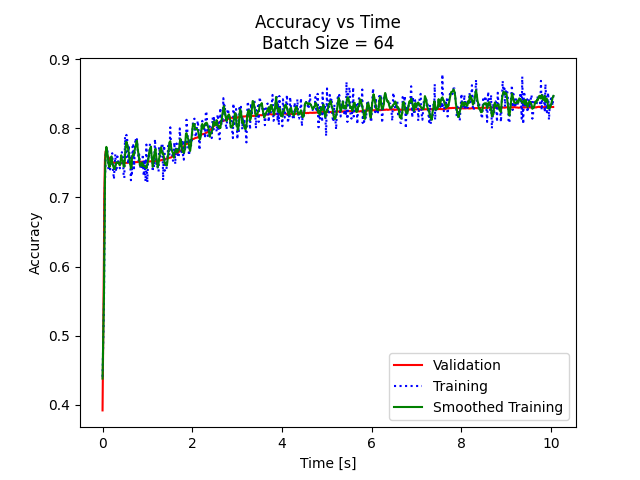 Accuracy vs Time
Batch Size = 64
0.9
0.8
0.7
0.6
0.5
0.4
Accuracy
0 2 4 6 8 10
Time [s]
Validation
Training
Smoothed Training